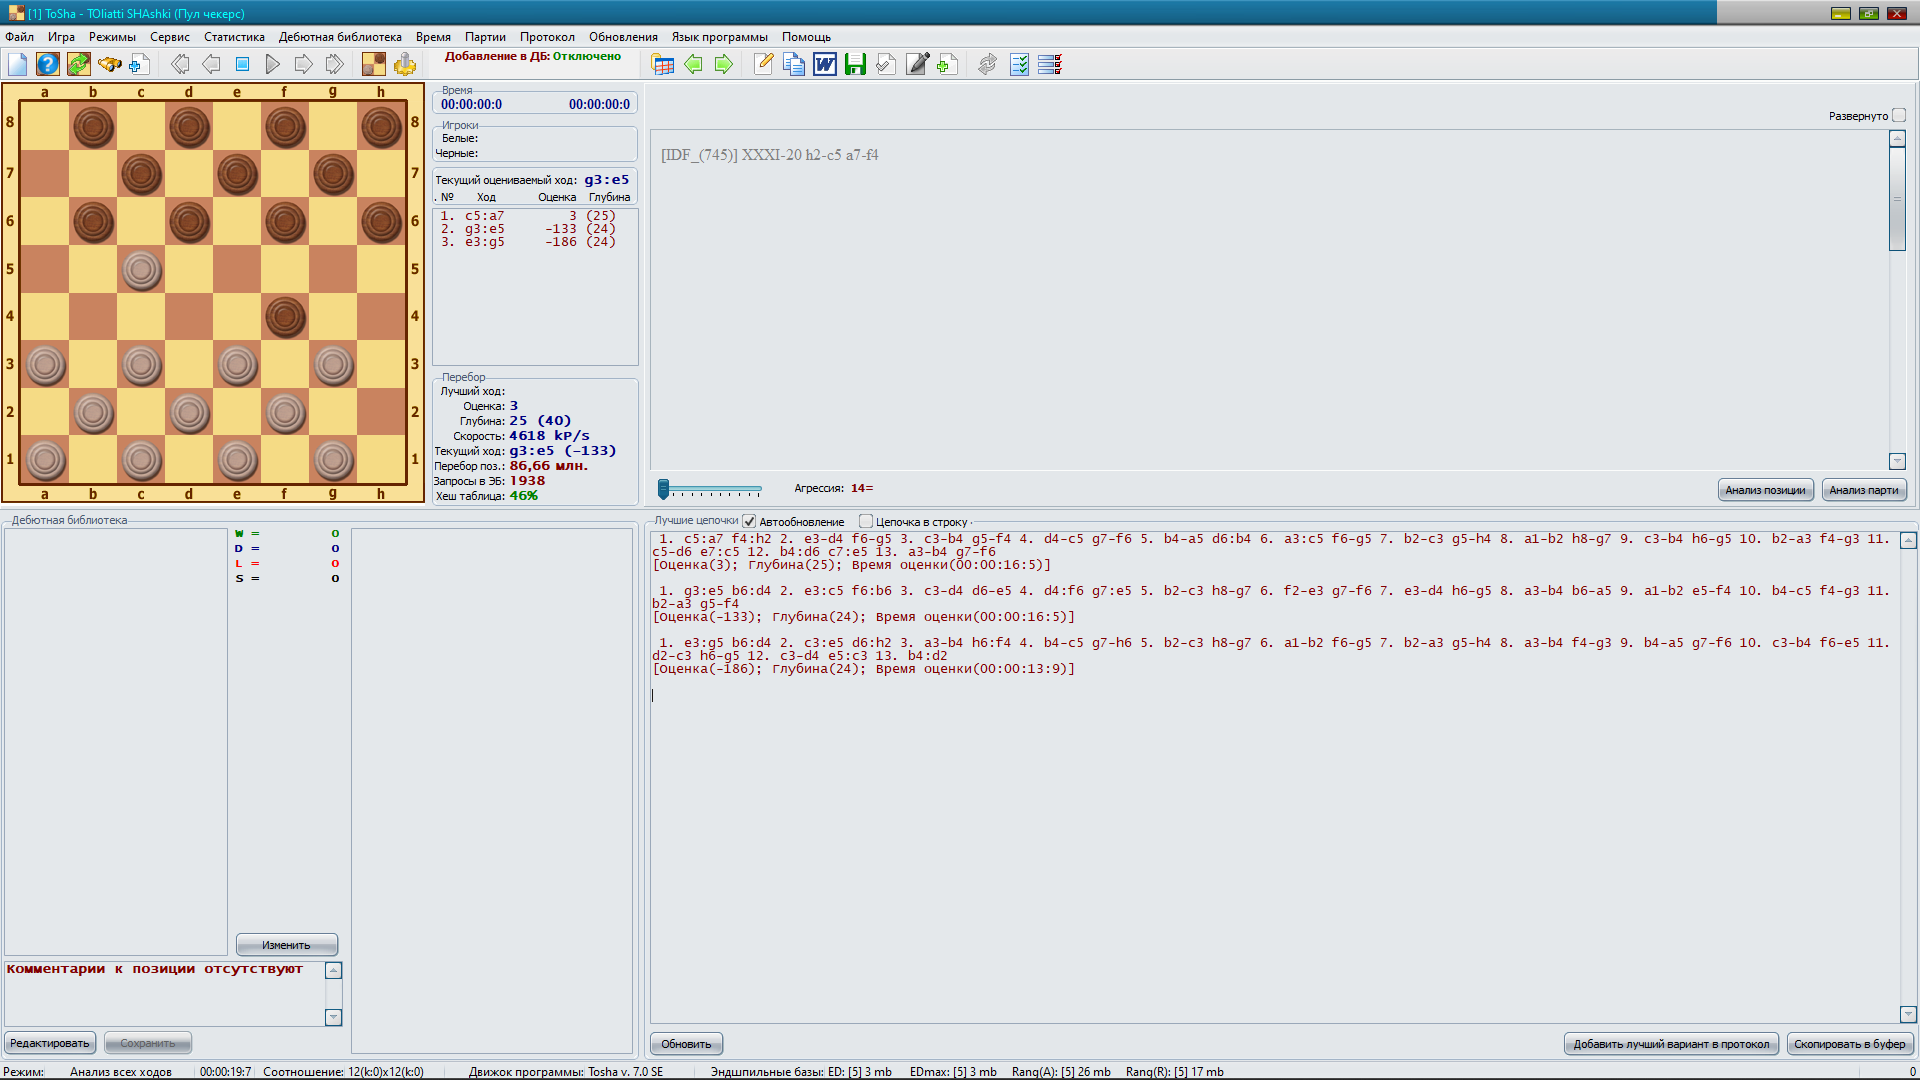 [1] ToSha - TOliatti SHAshki (Пул чекерс)
Файл Игра Режимы Сервис Статистика Дебютная библиотека Время Партии Протокол Обновления Язык программы Помощь
Добавление в ДБ: Отключено
a b c d e f g h
8 8
7 7
6 6
5 5
4 4
3 3
2 2
1 1
a b c d e f g h
Время
00:00:00:0 00:00:00:0
Игроки
Белые:
Черные:
Текущий оцениваемый ход: g3:e5
. № Ход Оценка Глубина
1. c5:a7 3 (25)
2. g3:e5 -133 (24)
3. e3:g5 -186 (24)
Перебор
Лучший ход:
Оценка: 3
Глубина: 25 (40)
Скорость: 4618 kP/s
Текущий ход: g3:e5 (-133)
Перебор поз.: 86,66 млн.
Запросы в ЭБ: 1938
Хеш таблица: 46%
Развернуто
[IDF_(745)] XXXI-20 h2-c5 a7-f4
Агрессия: 14=
Анализ позиции Анализ парти
Дебютная библиотека
W = 0
D = 0
L = 0
S = 0
Изменить
Комментарии к позиции отсутствуют
Редактировать Сохранить
Лучшие цепочки Автообновление Цепочка в строку
1. c5:a7 f4:h2 2. e3-d4 f6-g5 3. c3-b4 g5-f4 4. d4-c5 g7-f6 5. b4-a5 d6:b4 6. a3:c5 f6-g5 7. b2-c3 g5-h4 8. a1-b2 h8-g7 9. c3-b4 h6-g5 10. b2-a3 f4-g3 11.
c5-d6 e7:c5 12. b4:d6 c7:e5 13. a3-b4 g7-f6
[Оценка(3); Глубина(25); Время оценки(00:00:16:5)]
1. g3:e5 b6:d4 2. e3:c5 f6:b6 3. c3-d4 d6-e5 4. d4:f6 g7:e5 5. b2-c3 h8-g7 6. f2-e3 g7-f6 7. e3-d4 h6-g5 8. a3-b4 b6-a5 9. a1-b2 e5-f4 10. b4-c5 f4-g3 11.
b2-a3 g5-f4
[Оценка(-133); Глубина(24); Время оценки(00:00:16:5)]
1. e3:g5 b6:d4 2. c3:e5 d6:h2 3. a3-b4 h6:f4 4. b4-c5 g7-h6 5. b2-c3 h8-g7 6. a1-b2 f6-g5 7. b2-a3 g5-h4 8. a3-b4 f4-g3 9. b4-a5 g7-f6 10. c3-b4 f6-e5 11.
d2-c3 h6-g5 12. c3-d4 e5:c3 13. b4:d2
[Оценка(-186); Глубина(24); Время оценки(00:00:13:9)]
Обновить Добавить лучший вариант в протокол Скопировать в буфер
Режим: Анализ всех ходов 00:00:19:7 Соотношение: 12(k:0)x12(k:0) Движок программы: Tosha v. 7.0 SE Эндшпильные базы: ED: [5] 3 mb EDmax: [5] 3 mb Rang(A): [5] 26 mb Rang(R): [5] 17 mb 0